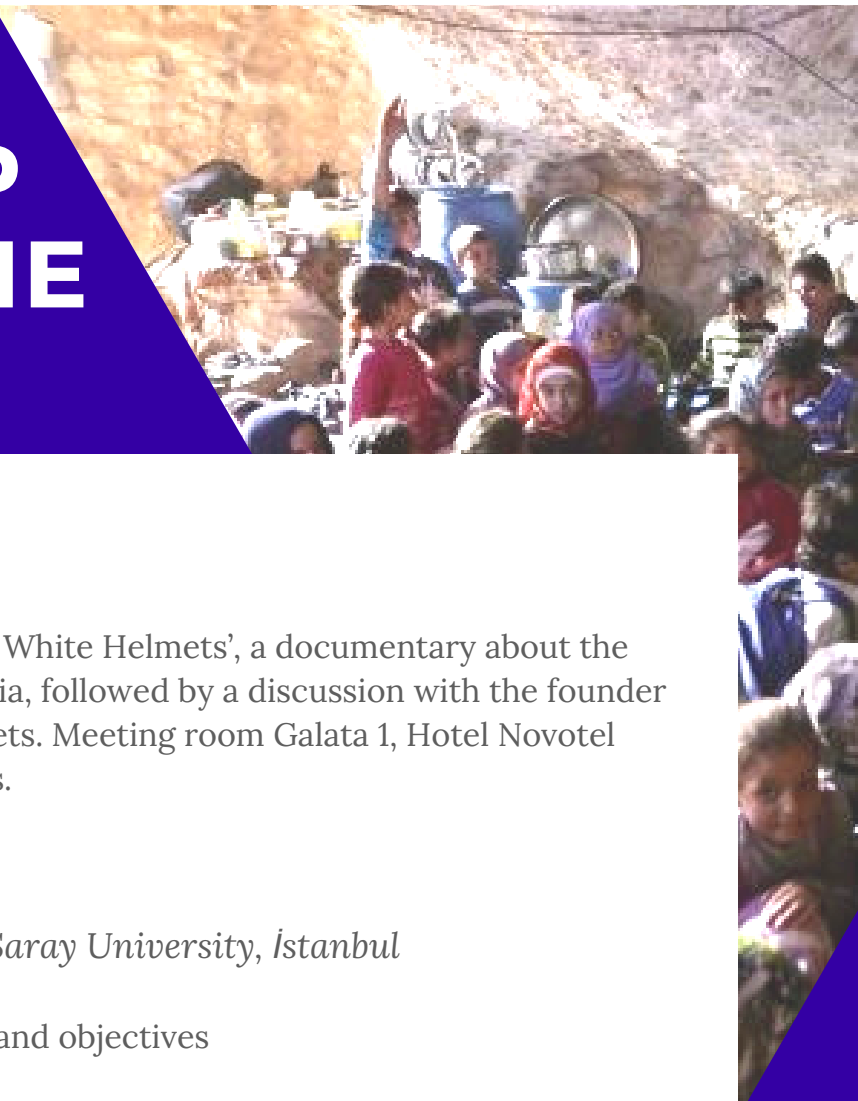 P
ME
White Helmets’, a documentary about the
ia, followed by a discussion with the founder
ets. Meeting room Galata 1, Hotel Novotel
s.
Saray University, İstanbul
and objectives